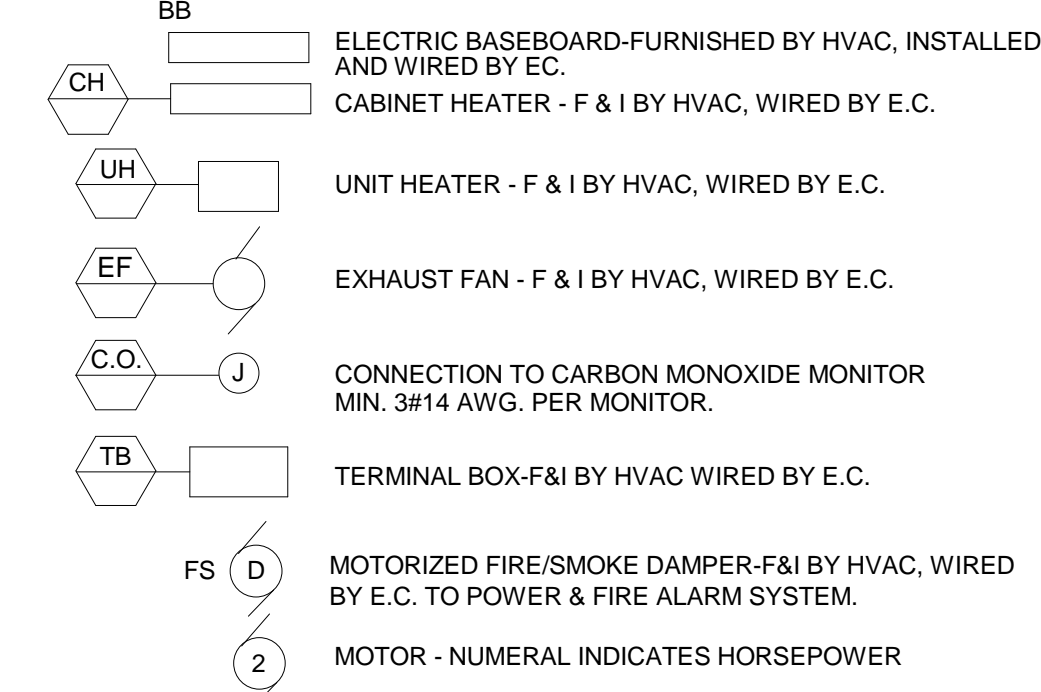 BB
ELECTRIC BASEBOARD-FURNISHED BY HVAC, INSTALLED
AND WIRED BY EC.
CH
CABINET HEATER - F & I BY HVAC, WIRED BY E.C.
UH
UNIT HEATER - F & I BY HVAC, WIRED BY E.C.
EF
EXHAUST FAN - F & I BY HVAC, WIRED BY E.C.
C.O.
J
CONNECTION TO CARBON MONOXIDE MONITOR
MIN. 3#14 AWG. PER MONITOR.
TB
TERMINAL BOX-F&I BY HVAC WIRED BY E.C.
FS
D
MOTORIZED FIRE/SMOKE DAMPER-F&I BY HVAC, WIRED
BY E.C. TO POWER & FIRE ALARM SYSTEM.
2
MOTOR - NUMERAL INDICATES HORSEPOWER